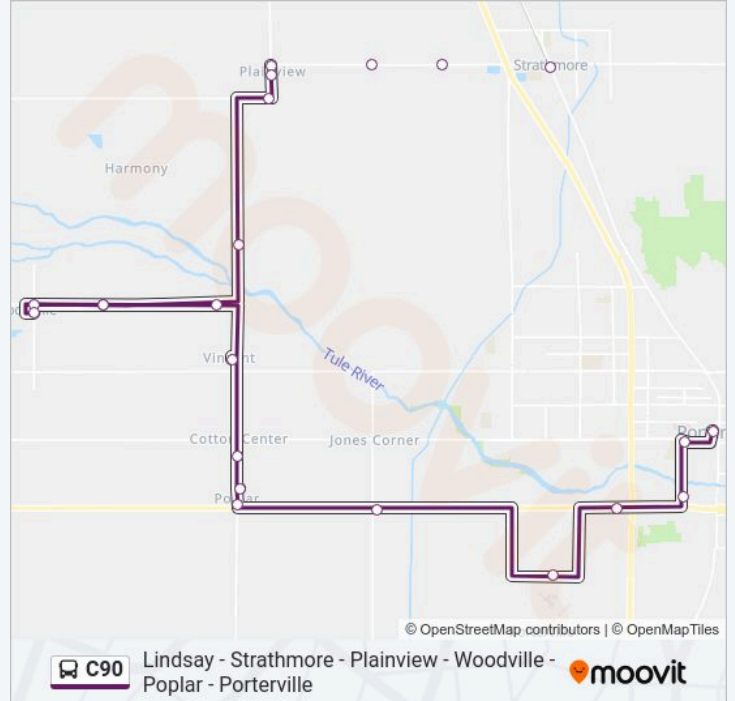 Plainview
Strathmore
Harmony
Vincent
Tule River
Cotton Center
Jones Corner
Poplar
© OpenStreetMap contributors | © OpenMapTiles
C90
Lindsay - Strathmore - Plainview - Woodville -
Poplar - Porterville
moovit
moovit